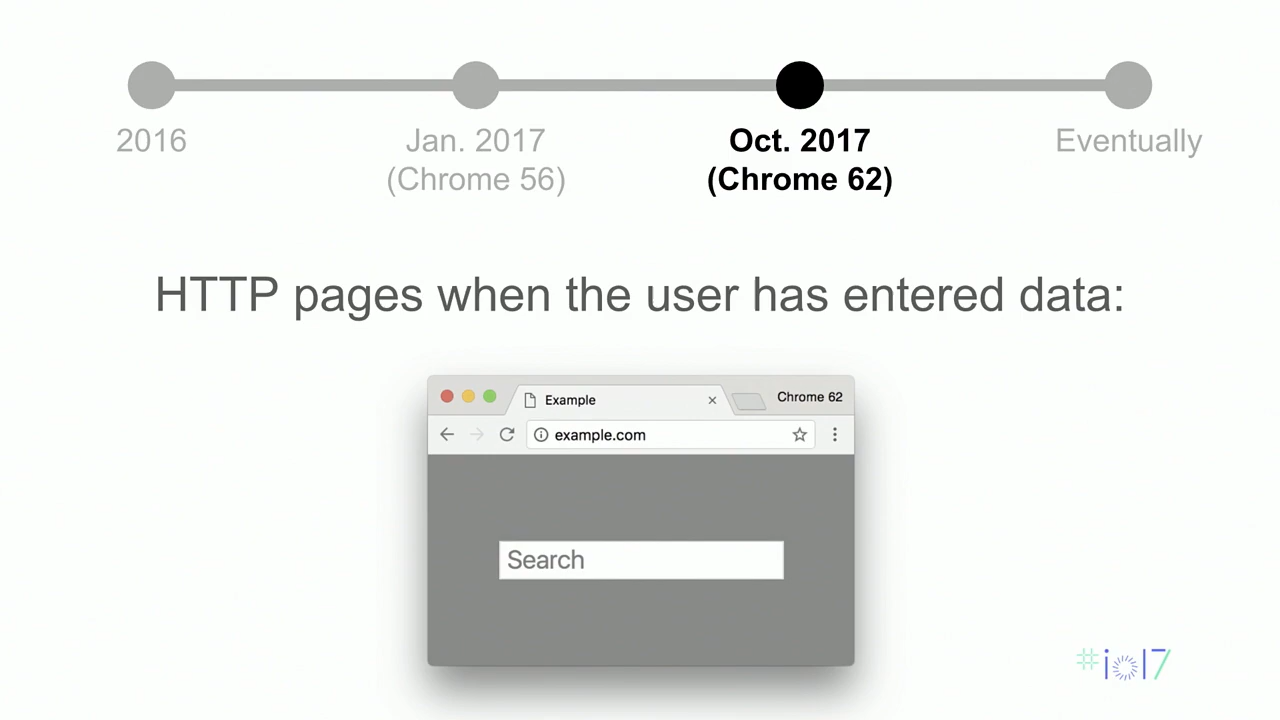 2016
Jan. 2017
(Chrome 56)
Oct. 2017
(Chrome 62)
Eventually
HTTP pages when the user has entered data:
Example
Chrome 62
example.com
Search
#io17